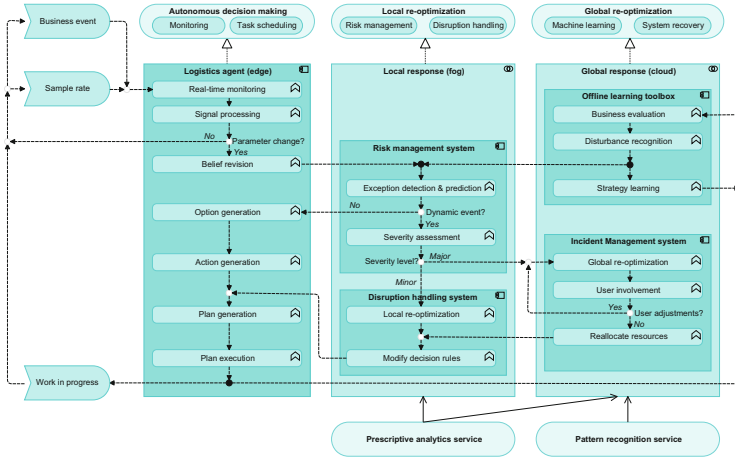 Business event
Sample rate
Work in progress
Autonomous decision making
Monitoring
Task scheduling
Logistics agent (edge)
Real-time monitoring
Signal processing
No
Parameter change?
Yes
Belief revision
Option generation
Action generation
Plan generation
Plan execution
Local re-optimization
Risk management
Disruption handling
Local response (fog)
Risk management system
Exception detection & prediction
No
Dynamic event?
Yes
Severity assessment
Severity level?
Major
Minor
Disruption handling system
Local re-optimization
Modify decision rules
Global re-optimization
Machine learning
System recovery
Global response (cloud)
Offline learning toolbox
Business evaluation
Disturbance recognition
Strategy learning
Incident Management system
Global re-optimization
User involvement
Yes
User adjustments?
No
Reallocate resources
Prescriptive analytics service
Pattern recognition service